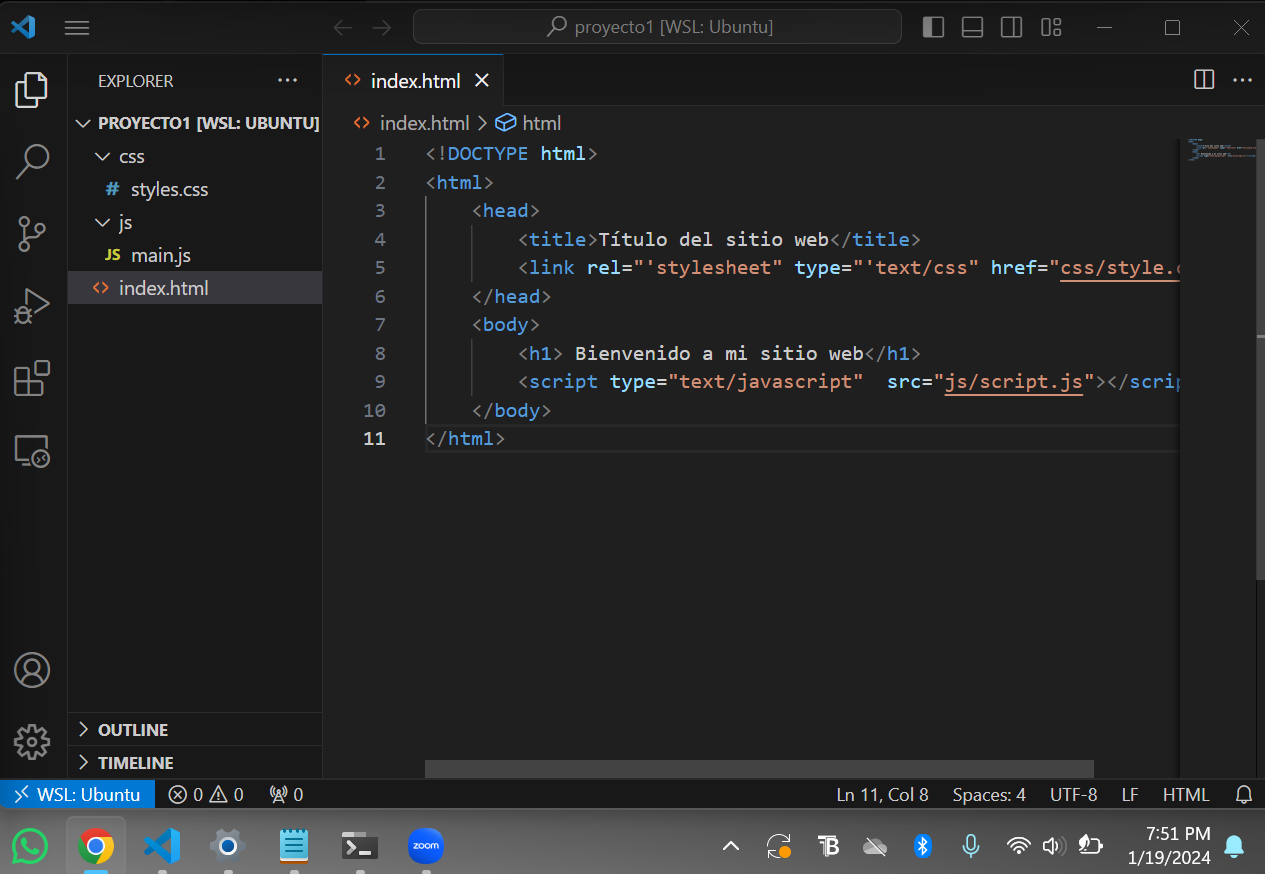 proyecto1 [WSL: Ubuntu]
EXPLORER
PROYECTO1 [WSL: UBUNTU]
css
# styles.css
js
JS main.js
<> index.html
OUTLINE
TIMELINE
<> index.html
<> index.html > html
1 <!DOCTYPE html>
2 <html>
3 <head>
4 <title>Título del sitio web</title>
5 <link rel="'stylesheet" type="'text/css" href="css/style.
6 </head>
7 <body>
8 <h1> Bienvenido a mi sitio web</h1>
9 <script type="text/javascript"  src="js/script.js"></scrip
10 </body>
11 </html>
WSL: Ubuntu
0
0
0
Ln 11, Col 8
Spaces: 4
UTF-8
LF
HTML
zoom
TB
7:51 PM
1/19/2024